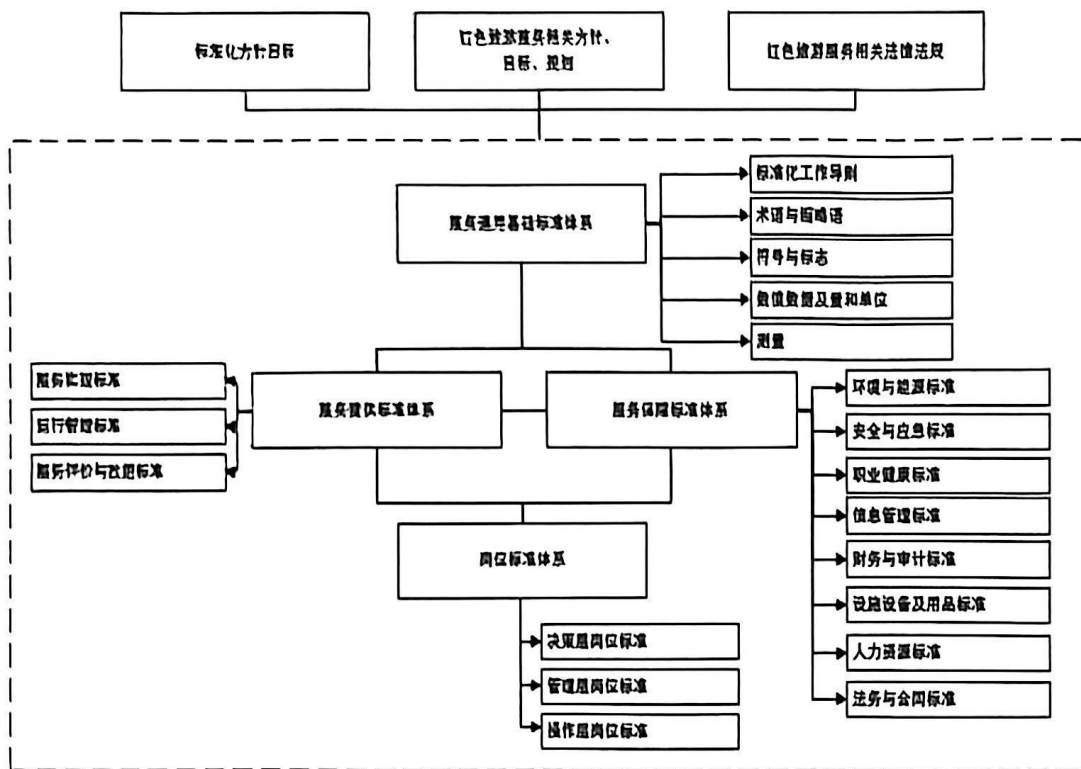 标准化方针目标
红色旅游服务相关方针、
目标、规划
红色旅游服务相关法律法规
服务通用基础标准体系
标准化工作导则
术语与缩略语
符号与标志
数值数据及量和单位
测量
服务提供标准体系
服务保障标准体系
服务监测标准
运行管理标准
服务评价与改进标准
环境与能源标准
安全与应急标准
职业健康标准
信息管理标准
财务与审计标准
设施设备及用品标准
人力资源标准
法务与合同标准
岗位标准体系
决策层岗位标准
管理层岗位标准
操作层岗位标准